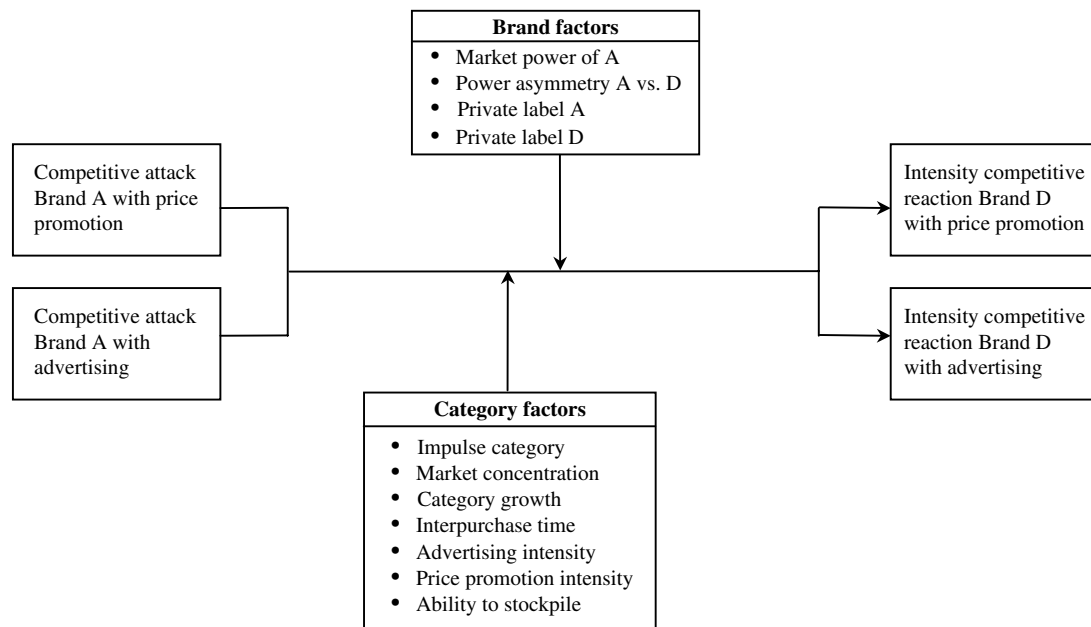 Brand factors
• Market power of A
• Power asymmetry A vs. D
• Private label A
• Private label D
Competitive attack
Brand A with price
promotion
Intensity competitive
reaction Brand D
with price promotion
Competitive attack
Brand A with
advertising
Intensity competitive
reaction Brand D
with advertising
Category factors
• Impulse category
• Market concentration
• Category growth
• Interpurchase time
• Advertising intensity
• Price promotion intensity
• Ability to stockpile